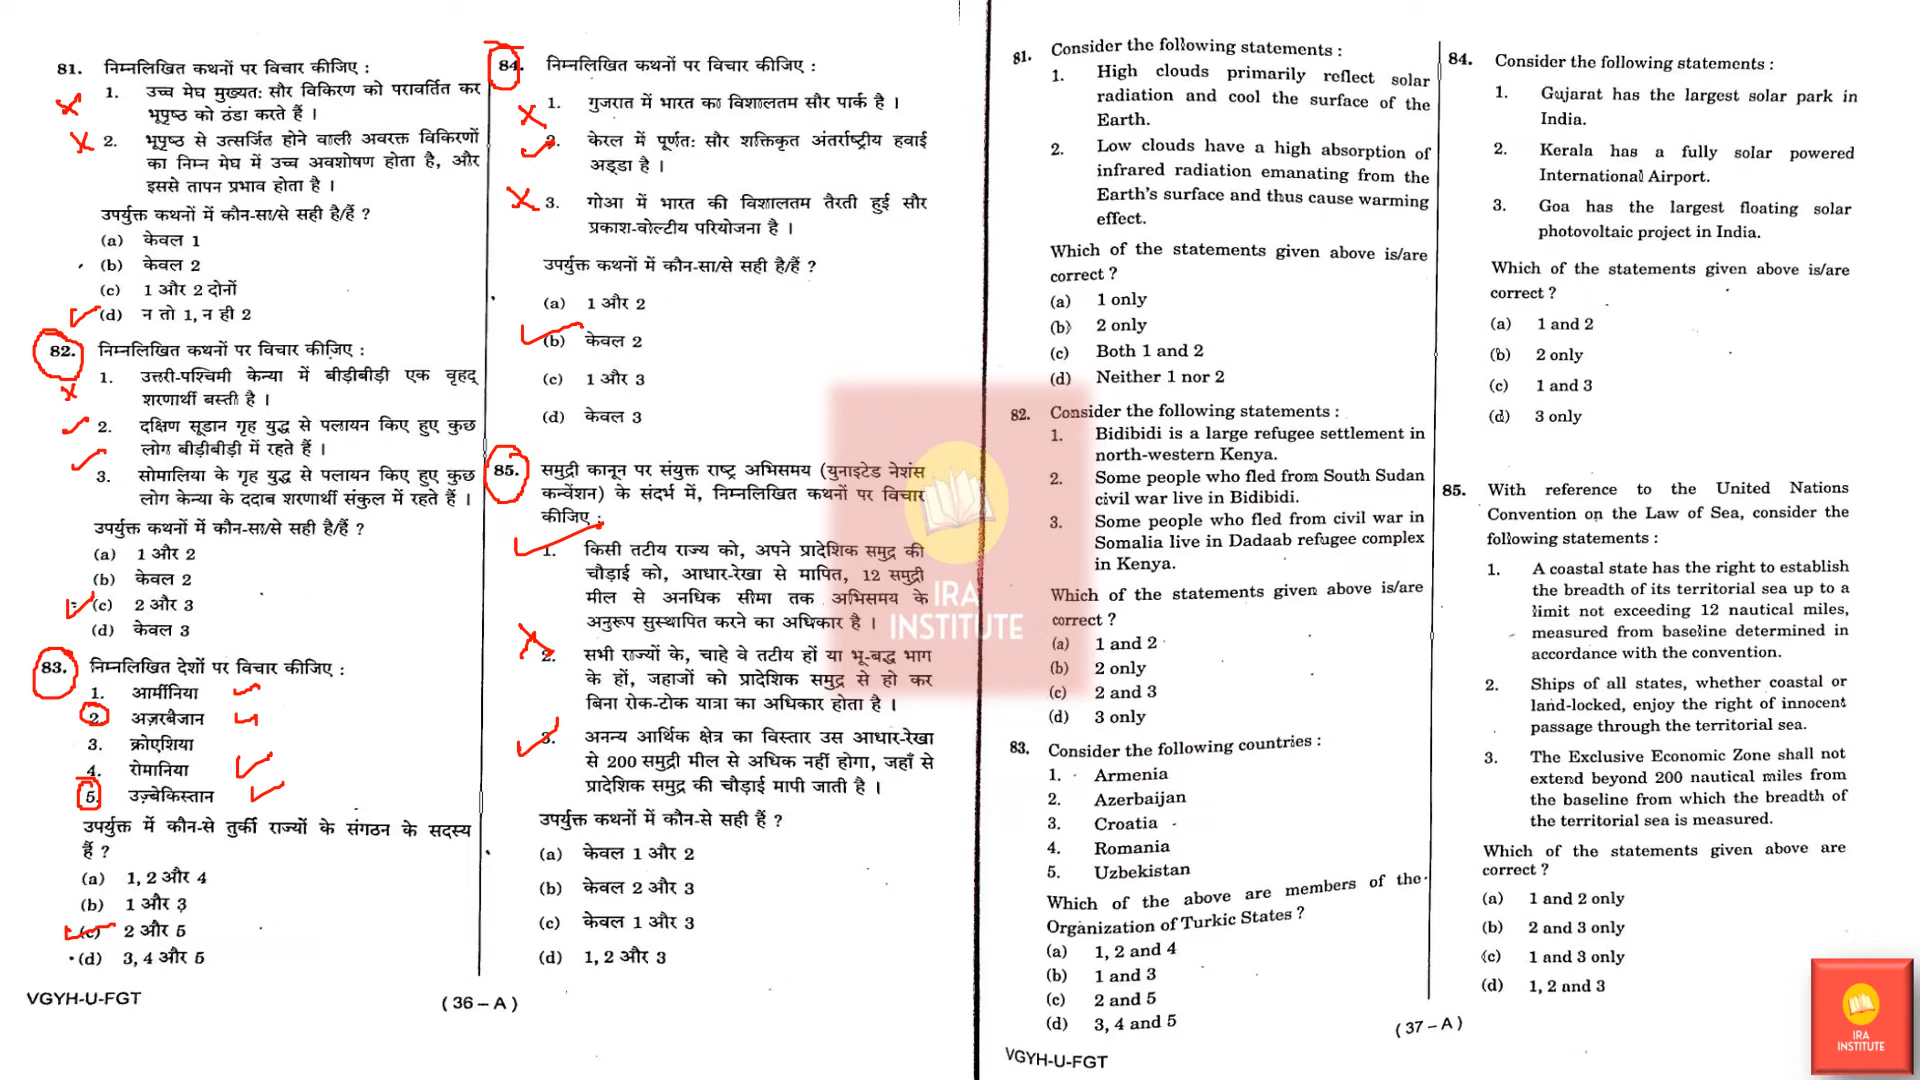 81. निम्नलिखित कथनों पर विचार कीजिए :
1. उच्च मेघ मुख्यत: सौर विकिरण को परावर्तित कर
भूपृष्ठ को ठंडा करते हैं ।
2. भूपृष्ठ से उत्सर्जित होने वाली अवरक्त विकिरणों
का निम्न मेघ में उच्च अवशोषण होता है, और
इससे तापन प्रभाव होता है ।
उपर्युक्त कथनों में कौन-सा/से सही है/हैं ?
(a) केवल 1
(b) केवल 2
(c) 1 और 2 दोनों
(d) न तो 1, न ही 2
82. निम्नलिखित कथनों पर विचार कीजिए :
1. उत्तरी-पश्चिमी केन्या में बीड़ीबीड़ी एक वृहद्
शरणार्थी बस्ती है ।
2. दक्षिण सूडान गृह युद्ध से पलायन किए हुए कुछ
लोग बीड़ीबीड़ी में रहते हैं ।
3. सोमालिया के गृह युद्ध से पलायन किए हुए कुछ
लोग केन्या के ददाब शरणार्थी संकुल में रहते हैं ।
उपर्युक्त कथनों में कौन-सा/से सही है/हैं ?
(a) 1 और 2
(b) केवल 2
(c) 2 और 3
(d) केवल 3
83. निम्नलिखित देशों पर विचार कीजिए :
1. आर्मीनिया
2. अज़रबैजान
3. क्रोएशिया
4. रोमानिया
5. उज़्बेकिस्तान
उपर्युक्त में कौन-से तुर्की राज्यों के संगठन के सदस्य
हैं ?
(a) 1, 2 और 4
(b) 1 और 3
(c) 2 और 5
(d) 3, 4 और 5
VGYH-U-FGT
84. निम्नलिखित कथनों पर विचार कीजिए :
1. गुजरात में भारत का विशालतम सौर पार्क है ।
2. केरल में पूर्णत: सौर शक्तिकृत अंतर्राष्ट्रीय हवाई
अड्डा है ।
3. गोआ में भारत की विशालतम तैरती हुई सौर
प्रकाश-वोल्टीय परियोजना है ।
उपर्युक्त कथनों में कौन-सा/से सही है/हैं ?
(a) 1 और 2
(b) केवल 2
(c) 1 और 3
(d) केवल 3
85. समुद्री कानून पर संयुक्त राष्ट्र अभिसमय (युनाइटेड नेशंस
कन्वेंशन) के संदर्भ में, निम्नलिखित कथनों पर विचार
कीजिए :
1. किसी तटीय राज्य को, अपने प्रादेशिक समुद्र की
चौड़ाई को, आधार-रेखा से मापित, 12 समुद्री
मील से अनधिक सीमा तक अभिसमय के
अनुरूप सुस्थापित करने का अधिकार है ।
2. सभी राज्यों के, चाहे वे तटीय हों या भू-बद्ध भाग
के हों, जहाजों को प्रादेशिक समुद्र से हो कर
बिना रोक-टोक यात्रा का अधिकार होता है ।
3. अनन्य आर्थिक क्षेत्र का विस्तार उस आधार-रेखा
से 200 समुद्री मील से अधिक नहीं होगा, जहाँ से
प्रादेशिक समुद्र की चौड़ाई मापी जाती है ।
उपर्युक्त कथनों में कौन-से सही हैं ?
(a) केवल 1 और 2
(b) केवल 2 और 3
(c) केवल 1 और 3
(d) 1, 2 और 3
( 36 – A )
81. Consider the following statements :
1. High clouds primarily reflect solar
radiation and cool the surface of the
Earth.
2. Low clouds have a high absorption of
infrared radiation emanating from the
Earth's surface and thus cause warming
effect.
Which of the statements given above is/are
correct ?
(a) 1 only
(b) 2 only
(c) Both 1 and 2
(d) Neither 1 nor 2
82. Consider the following statements :
1. Bidibidi is a large refugee settlement in
north-western Kenya.
2. Some people who fled from South Sudan
civil war live in Bidibidi.
3. Some people who fled from civil war in
Somalia live in Dadaab refugee complex
in Kenya.
Which of the statements given above is/are
correct ?
(a) 1 and 2
(b) 2 only
(c) 2 and 3
(d) 3 only
83. Consider the following countries :
1. Armenia
2. Azerbaijan
3. Croatia
4. Romania
5. Uzbekistan
Which of the above are members of the
Organization of Turkic States ?
(a) 1, 2 and 4
(b) 1 and 3
(c) 2 and 5
(d) 3, 4 and 5
VGYH-U-FGT
84. Consider the following statements :
1. Gujarat has the largest solar park in
India.
2. Kerala has a fully solar powered
International Airport.
3. Goa has the largest floating solar
photovoltaic project in India.
Which of the statements given above is/are
correct ?
(a) 1 and 2
(b) 2 only
(c) 1 and 3
(d) 3 only
85. With reference to the United Nations
Convention on the Law of Sea, consider the
following statements :
1. A coastal state has the right to establish
the breadth of its territorial sea up to a
limit not exceeding 12 nautical miles,
measured from baseline determined in
accordance with the convention.
2. Ships of all states, whether coastal or
land-locked, enjoy the right of innocent
passage through the territorial sea.
3. The Exclusive Economic Zone shall not
extend beyond 200 nautical miles from
the baseline from which the breadth of
the territorial sea is measured.
Which of the statements given above are
correct ?
(a) 1 and 2 only
(b) 2 and 3 only
(c) 1 and 3 only
(d) 1, 2 and 3
( 37 – A )
IRA
INSTITUTE
IRA
INSTITUTE